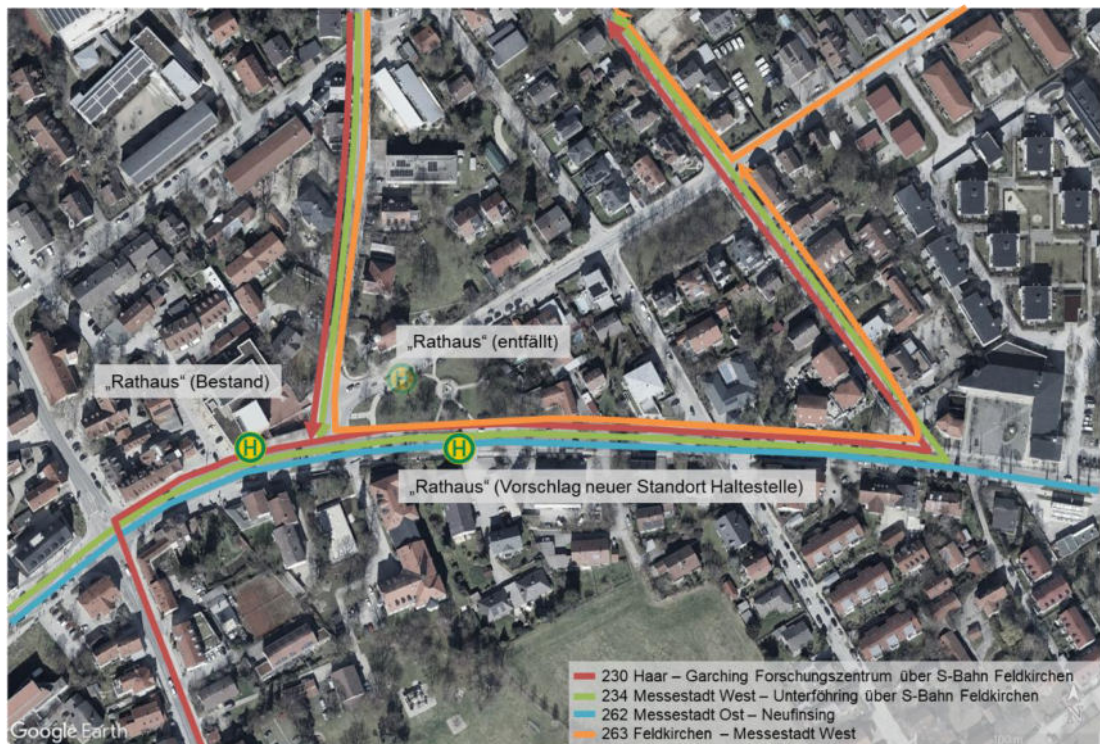 „Rathaus“ (entfällt)
„Rathaus“ (Bestand)
H
H
H
„Rathaus“ (Vorschlag neuer Standort Haltestelle)
230 Haar – Garching Forschungszentrum über S-Bahn Feldkirchen
234 Messestadt West – Unterföhring über S-Bahn Feldkirchen
262 Messestadt Ost – Neufinsing
263 Feldkirchen – Messestadt West
Google Earth
100 m